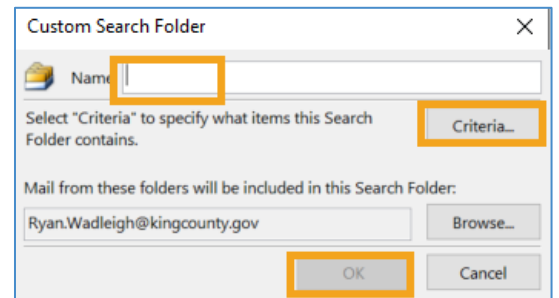 Custom Search Folder
Name
Select "Criteria" to specify what items this Search
Folder contains.
Criteria...
Mail from these folders will be included in this Search Folder:
Ryan.Wadleigh@kingcounty.gov
Browse...
OK
Cancel